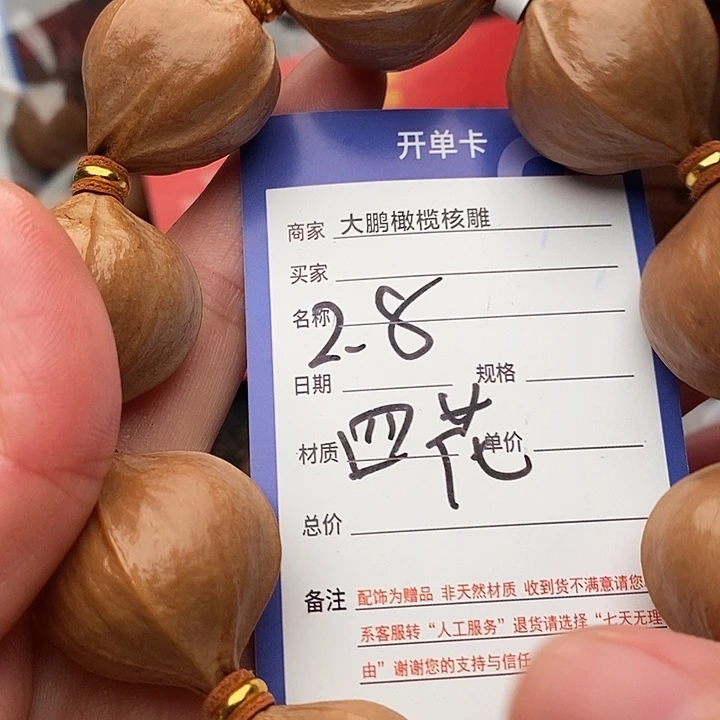 开单卡
商家 大鹏橄榄核雕
买家
名称 2-8
日期 规格
材质 四花 单价
总价
备注 配饰为赠品 非天然材质 收到货不满意请您
系客服转“人工服务”退货请选择“七天无理
由”谢谢您的支持与信任